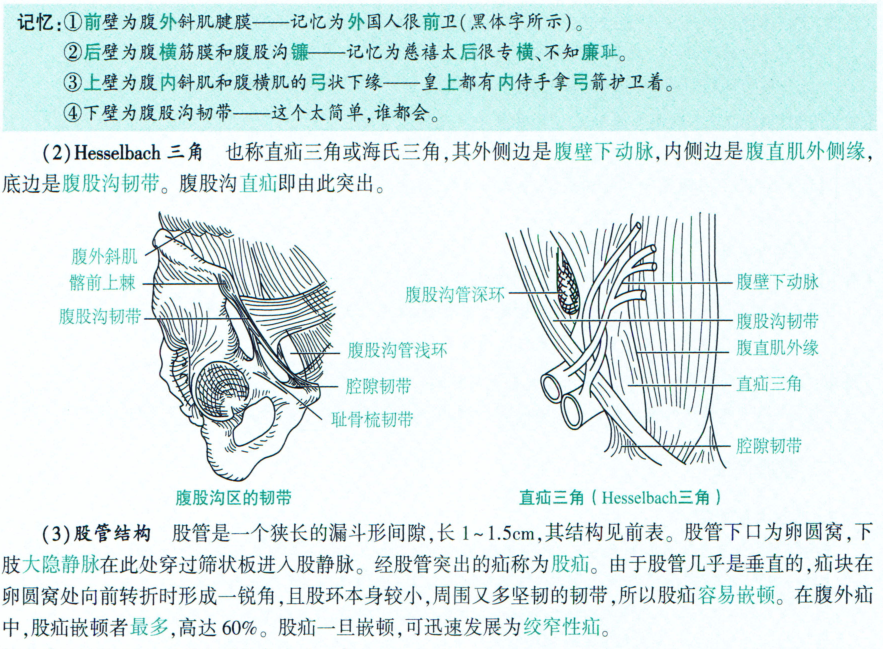 记忆:①前壁为腹外斜肌腱膜——记忆为外国人很前卫(黑体字所示)。
②后壁为腹横筋膜和腹股沟镰——记忆为慈禧太后很专横、不知廉耻。
③上壁为腹内斜肌和腹横肌的弓状下缘——皇上都有内侍手拿弓箭护卫着。
④下壁为腹股沟韧带——这个太简单,谁都会。
(2)Hesselbach 三角 也称直疝三角或海氏三角,其外侧边是腹壁下动脉,内侧边是腹直肌外侧缘,
底边是腹股沟韧带。腹股沟直疝即由此突出。
腹外斜肌
髂前上棘
腹股沟韧带
腹股沟管浅环
腔隙韧带
耻骨梳韧带
腹股沟区的韧带
腹股沟管深环
腹壁下动脉
腹股沟韧带
腹直肌外缘
直疝三角
腔隙韧带
直疝三角(Hesselbach三角)
(3)股管结构 股管是一个狭长的漏斗形间隙,长 1~1.5cm,其结构见前表。股管下口为卵圆窝,下
肢大隐静脉在此处穿过筛状板进入股静脉。经股管突出的疝称为股疝。由于股管几乎是垂直的,疝块在
卵圆窝处向前转折时形成一锐角,且股环本身较小,周围又多坚韧的韧带,所以股疝容易嵌顿。在腹外疝
中,股疝嵌顿者最多,高达 60%。股疝一旦嵌顿,可迅速发展为绞窄性疝。